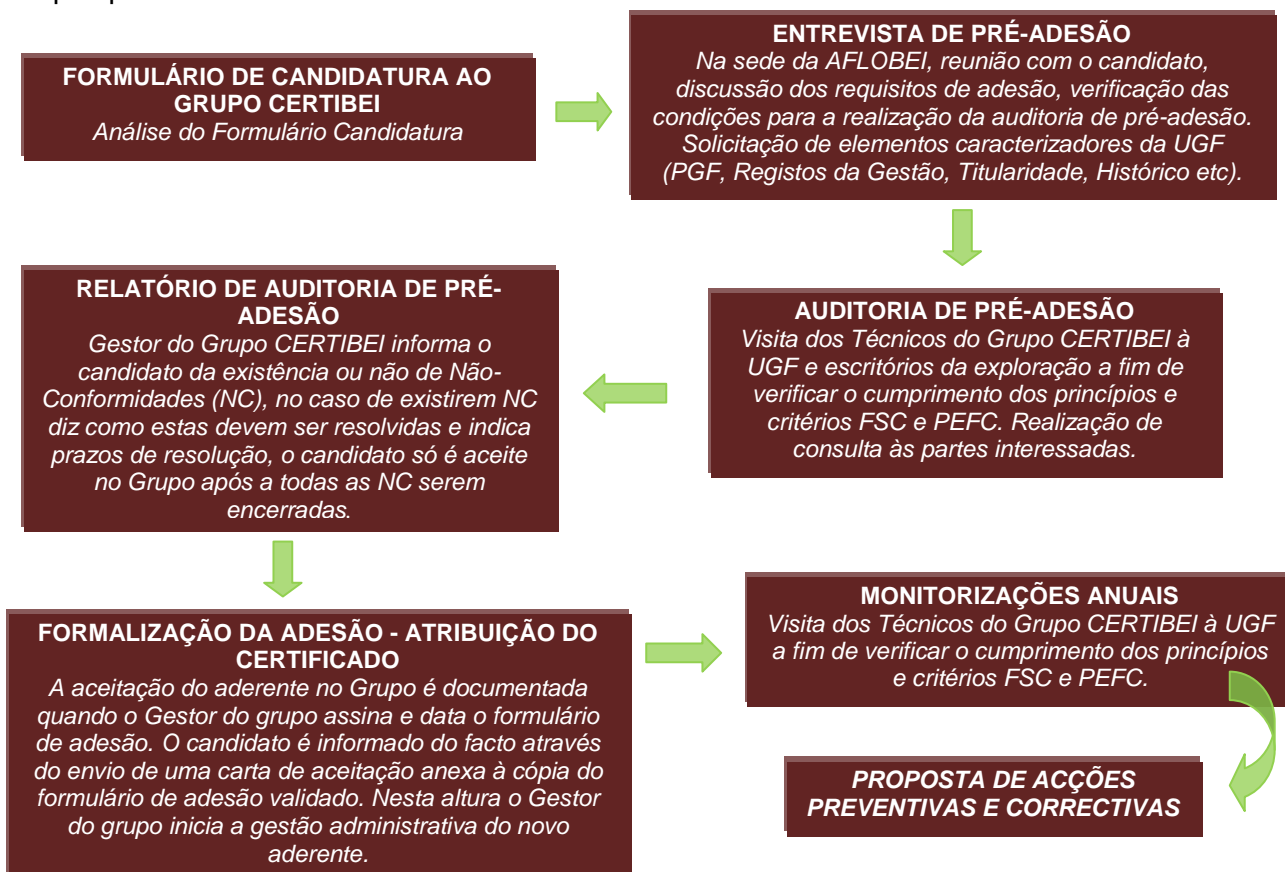 FORMULÁRIO DE CANDIDATURA AO
GRUPO CERTIBEI
Análise do Formulário Candidatura
ENTREVISTA DE PRÉ-ADESÃO
Na sede da AFLOBEI, reunião com o candidato,
discussão dos requisitos de adesão, verificação das
condições para a realização da auditoria de pré-adesão.
Solicitação de elementos caracterizadores da UGF
(PGF, Registos da Gestão, Titularidade, Histórico etc).
AUDITORIA DE PRÉ-ADESÃO
Visita dos Técnicos do Grupo CERTIBEI à
UGF e escritórios da exploração a fim de
verificar o cumprimento dos princípios e
critérios FSC e PEFC. Realização de
consulta às partes interessadas.
RELATÓRIO DE AUDITORIA DE PRÉ-
ADESÃO
Gestor do Grupo CERTIBEI informa o
candidato da existência ou não de Não-
Conformidades (NC), no caso de existirem NC
diz como estas devem ser resolvidas e indica
prazos de resolução, o candidato só é aceite
no Grupo após a todas as NC serem
encerradas.
FORMALIZAÇÃO DA ADESÃO - ATRIBUIÇÃO DO
CERTIFICADO
A aceitação do aderente no Grupo é documentada
quando o Gestor do grupo assina e data o formulário
de adesão. O candidato é informado do facto através
do envio de uma carta de aceitação anexa à cópia do
formulário de adesão validado. Nesta altura o Gestor
do grupo inicia a gestão administrativa do novo
aderente.
MONITORIZAÇÕES ANUAIS
Visita dos Técnicos do Grupo CERTIBEI à UGF
a fim de verificar o cumprimento dos princípios
e critérios FSC e PEFC.
PROPOSTA DE ACÇÕES
PREVENTIVAS E CORRECTIVAS